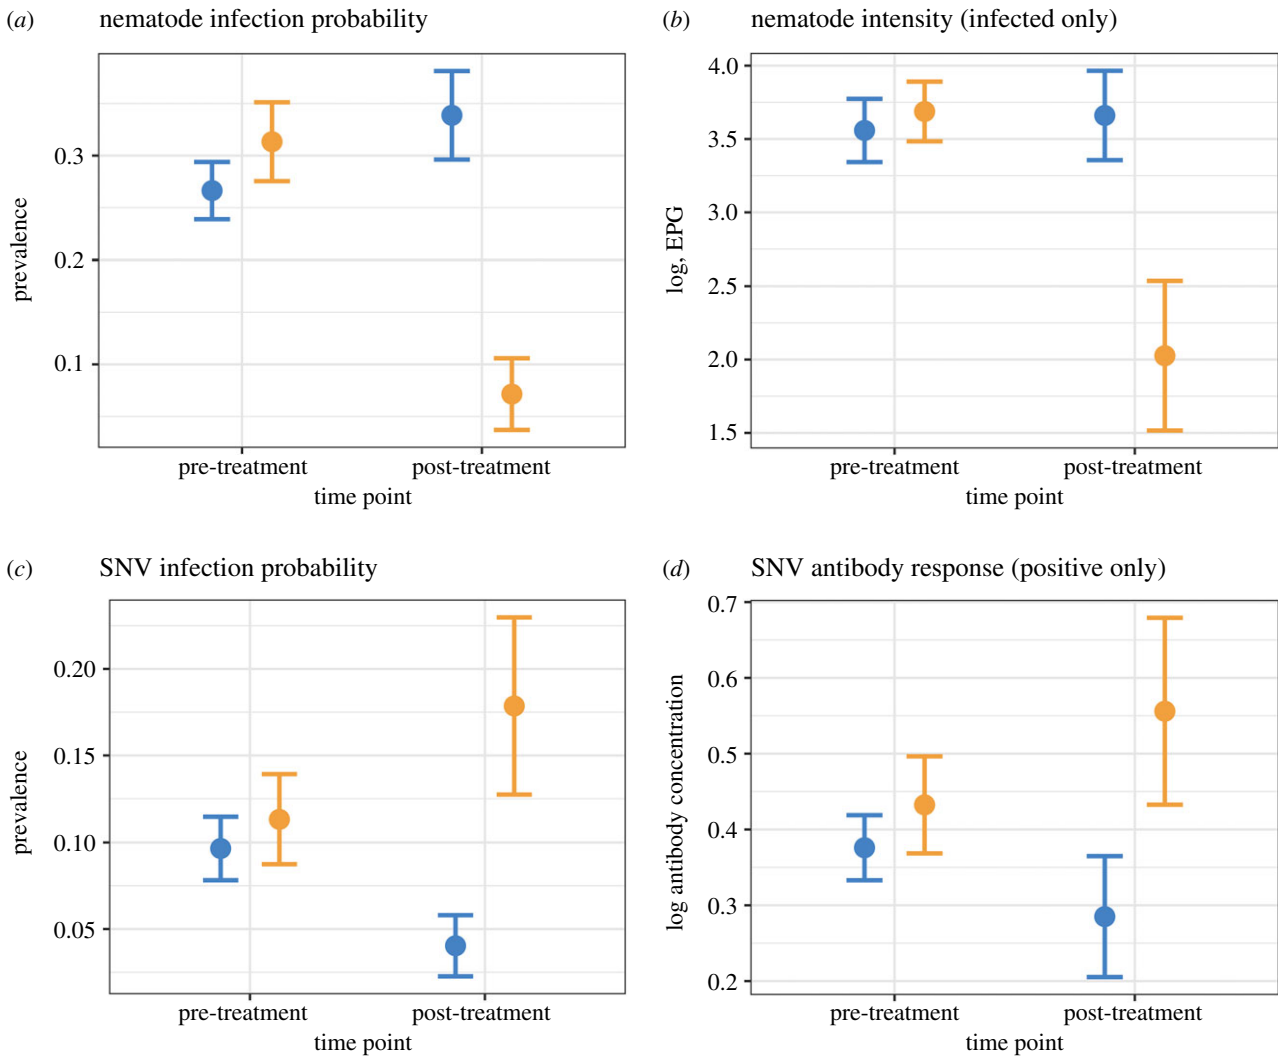 (a) nematode infection probability
prevalence
0.3
0.2
0.1
pre-treatment post-treatment
time point
(b) nematode intensity (infected only)
log, EPG
4.0
3.5
3.0
2.5
2.0
1.5
pre-treatment post-treatment
time point
(c) SNV infection probability
prevalence
0.20
0.15
0.10
0.05
pre-treatment post-treatment
time point
(d) SNV antibody response (positive only)
log antibody concentration
0.7
0.6
0.5
0.4
0.3
0.2
pre-treatment post-treatment
time point